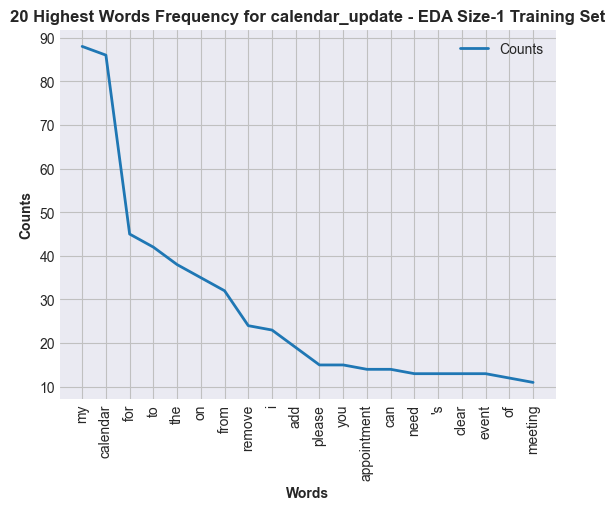 20 Highest Words Frequency for calendar_update - EDA Size-1 Training Set
Counts
90
80
70
60
50
40
30
20
10
Counts
my
calendar
for
to
the
on
from
remove
i
add
please
you
appointment
can
need
's
clear
event
of
meeting
Words